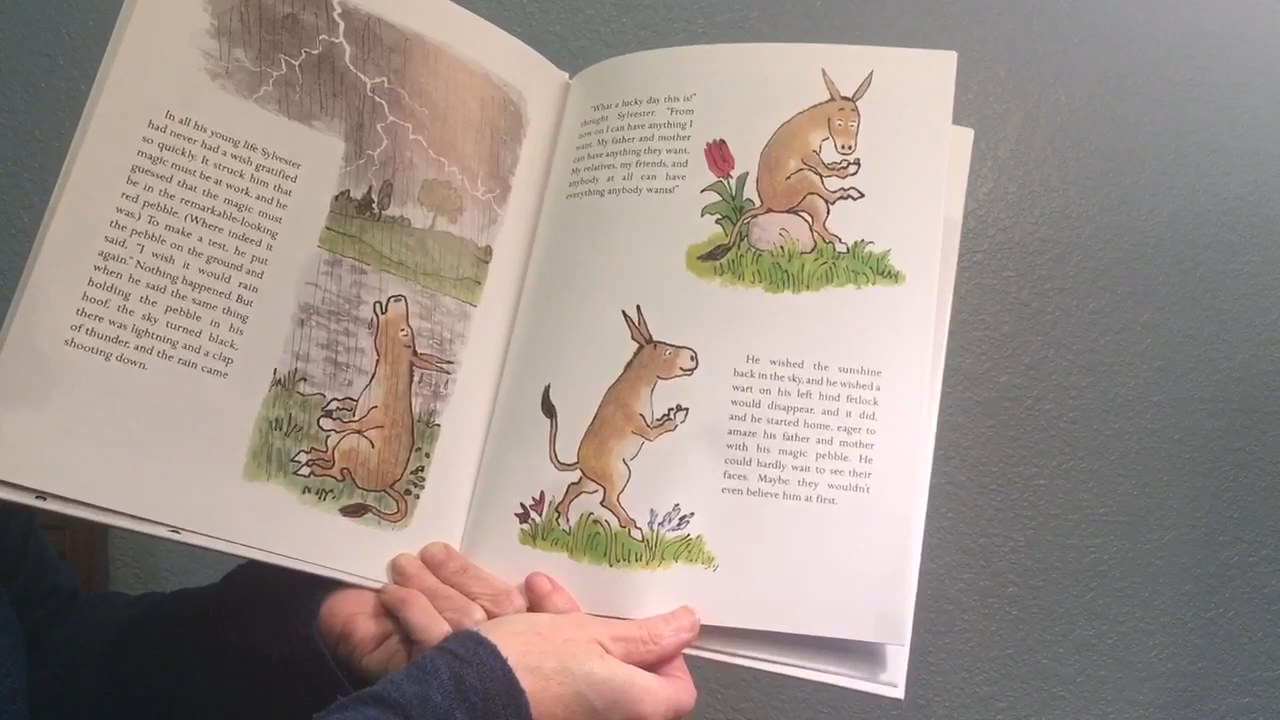 In all his young life Sylvester
had never had a wish gratified
so quickly. It struck him that
magic must be at work, and he
guessed that the magic must
be in the remarkable-looking
red pebble. (Where indeed it
was.) To make a test, he put
the pebble on the ground and
said, "I wish it would rain
again." Nothing happened. But
when he said the same thing
holding the pebble in his
hoof, the sky turned black,
there was lightning and a clap
of thunder, and the rain came
shooting down.
"What a lucky day this is!"
thought Sylvester. "From
now on I can have anything I
want. My father and mother
can have anything they want.
My relatives, my friends, and
anybody at all can have
everything anybody wants!"
He wished the sunshine
back in the sky, and he wished a
wart on his left hind fetlock
would disappear, and it did,
and he started home, eager to
amaze his father and mother
with his magic pebble. He
could hardly wait to see their
faces. Maybe they wouldn't
even believe him at first.